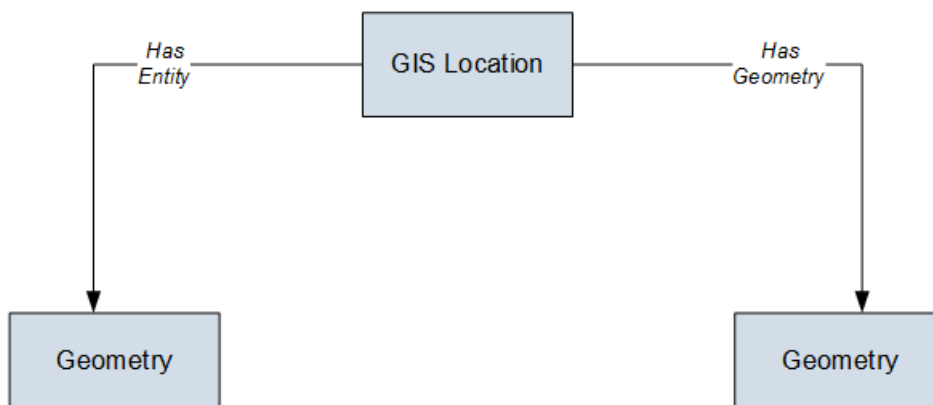 GIS Location
Has
Entity
Has
Geometry
Geometry
Geometry